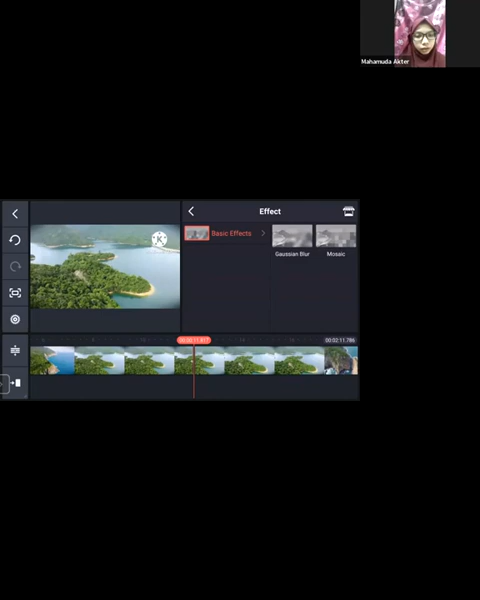 Mahamuda Akter
Effect
Basic Effects
Gaussian Blur
Mosaic
K
00:02:11.786